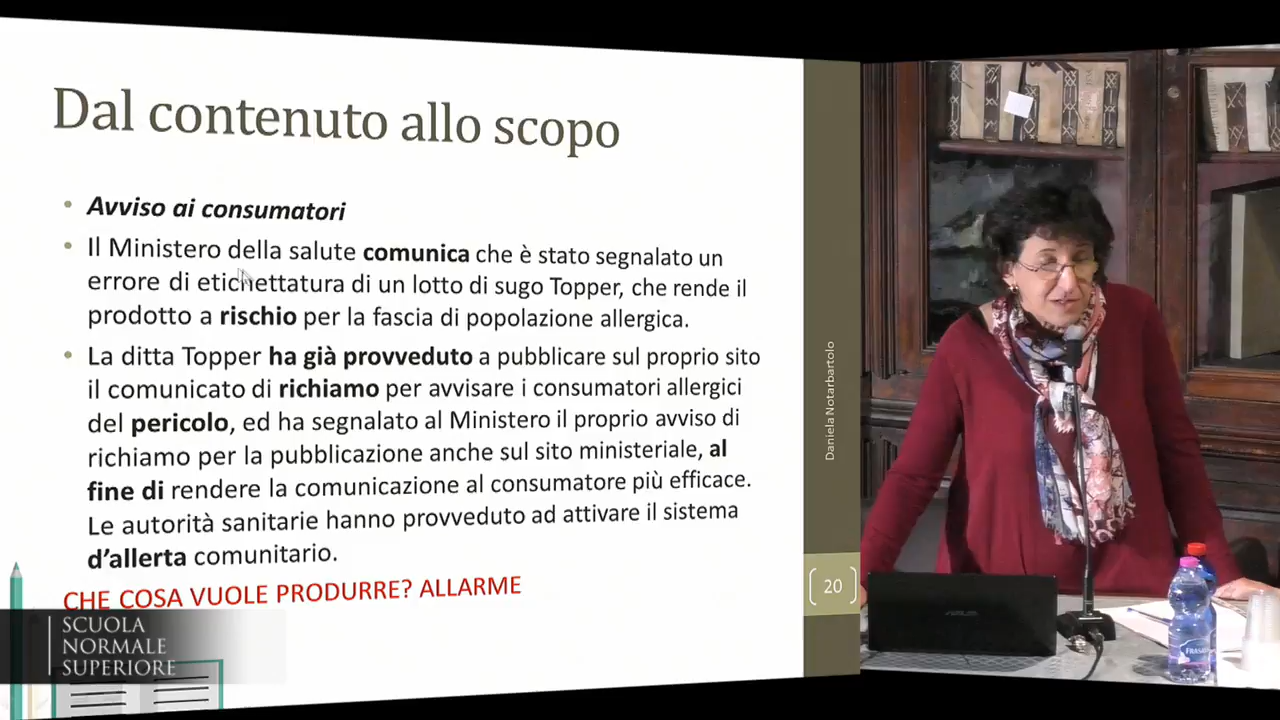 Dal contenuto allo scopo
• Avviso ai consumatori
• Il Ministero della salute comunica che è stato segnalato un
errore di etichettatura di un lotto di sugo Topper, che rende il
prodotto a rischio per la fascia di popolazione allergica.
• La ditta Topper ha già provveduto a pubblicare sul proprio sito
il comunicato di richiamo per avvisare i consumatori allergici
del pericolo, ed ha segnalato al Ministero il proprio avviso di
richiamo per la pubblicazione anche sul sito ministeriale, al
fine di rendere la comunicazione al consumatore più efficace.
Le autorità sanitarie hanno provveduto ad attivare il sistema
d'allerta comunitario.
CHE COSA VUOLE PRODURRE? ALLARME
Daniela Notarbartolo
20
SCUOLA
NORMALE
SUPERIORE
ASUS